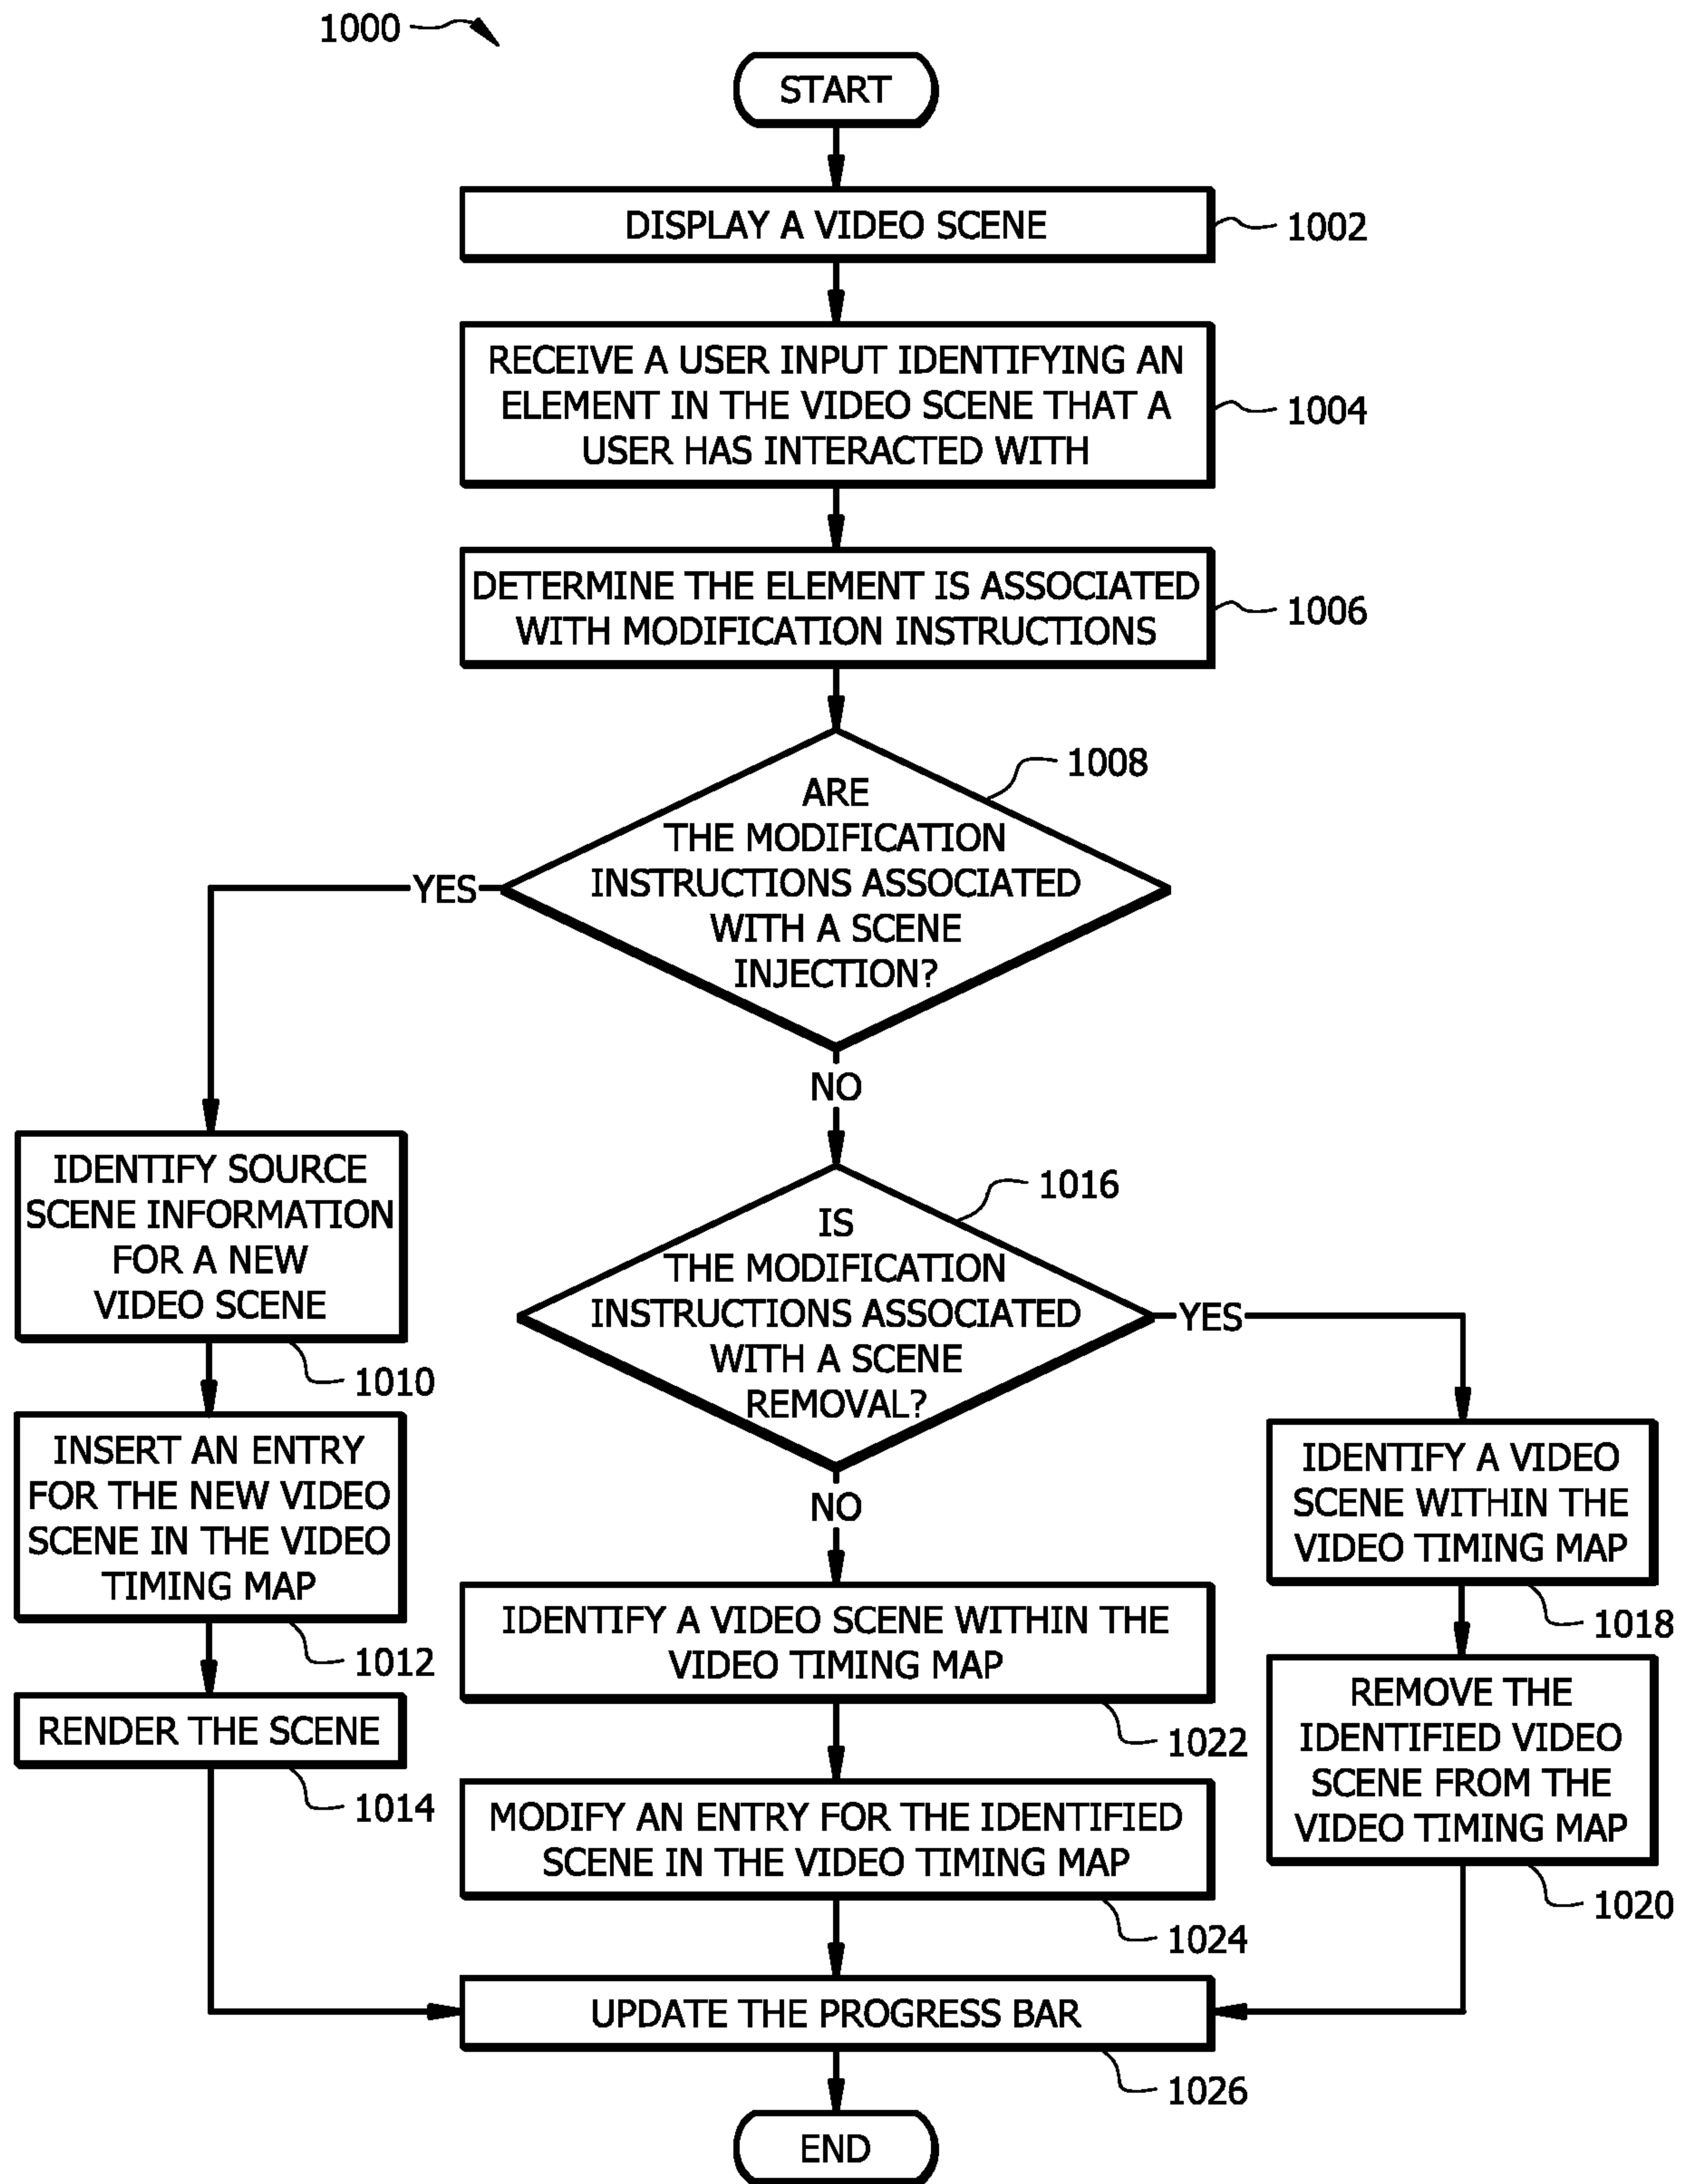 1000
START
DISPLAY A VIDEO SCENE
1002
RECEIVE A USER INPUT IDENTIFYING AN
ELEMENT IN THE VIDEO SCENE THAT A
USER HAS INTERACTED WITH
1004
DETERMINE THE ELEMENT IS ASSOCIATED
WITH MODIFICATION INSTRUCTIONS
1006
1008
ARE
THE MODIFICATION
INSTRUCTIONS ASSOCIATED
WITH A SCENE
INJECTION?
YES
NO
IDENTIFY SOURCE
SCENE INFORMATION
FOR A NEW
VIDEO SCENE
1010
INSERT AN ENTRY
FOR THE NEW VIDEO
SCENE IN THE VIDEO
TIMING MAP
1012
RENDER THE SCENE
1014
1016
IS
THE MODIFICATION
INSTRUCTIONS ASSOCIATED
WITH A SCENE
REMOVAL?
YES
NO
IDENTIFY A VIDEO
SCENE WITHIN THE
VIDEO TIMING MAP
1018
REMOVE THE
IDENTIFIED VIDEO
SCENE FROM THE
VIDEO TIMING MAP
1020
IDENTIFY A VIDEO SCENE WITHIN THE
VIDEO TIMING MAP
1022
MODIFY AN ENTRY FOR THE IDENTIFIED
SCENE IN THE VIDEO TIMING MAP
1024
UPDATE THE PROGRESS BAR
1026
END